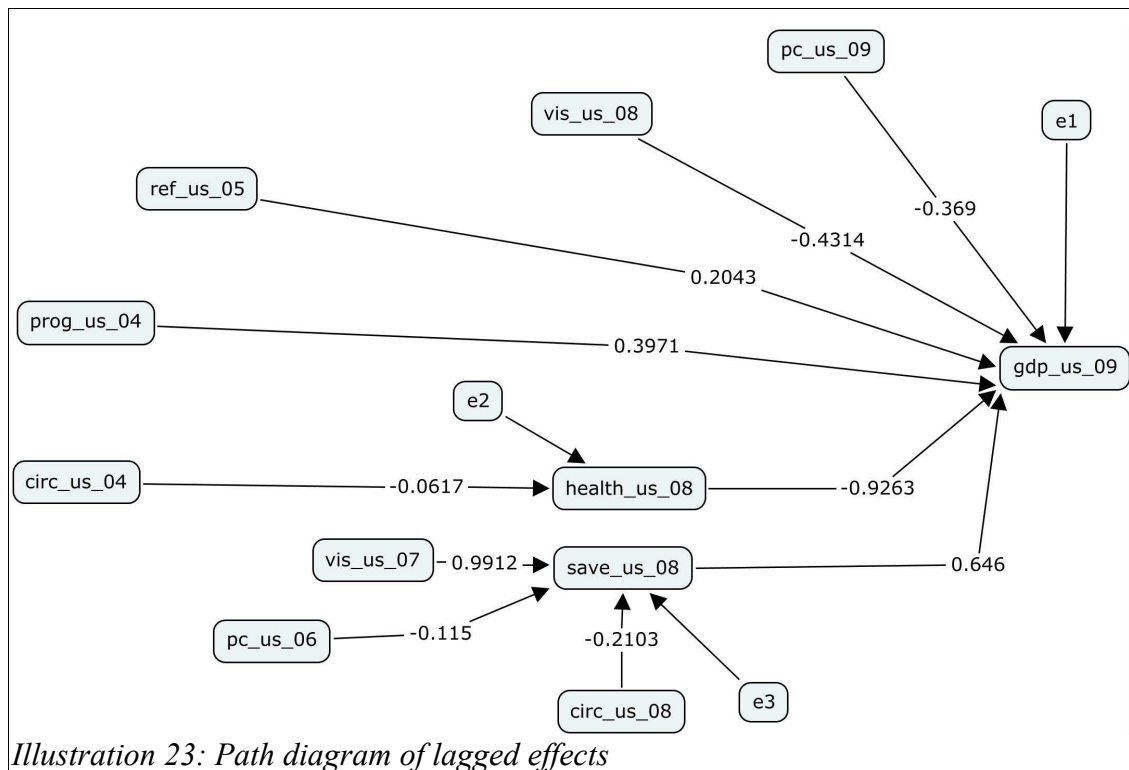 pc_us_09
vis_us_08
e1
ref_us_05
-0.369
-0.4314
0.2043
prog_us_04
0.3971
gdp_us_09
e2
circ_us_04
-0.0617
health_us_08
-0.9263
vis_us_07
0.9912
save_us_08
0.646
pc_us_06
-0.115
-0.2103
circ_us_08
e3
Illustration 23: Path diagram of lagged effects